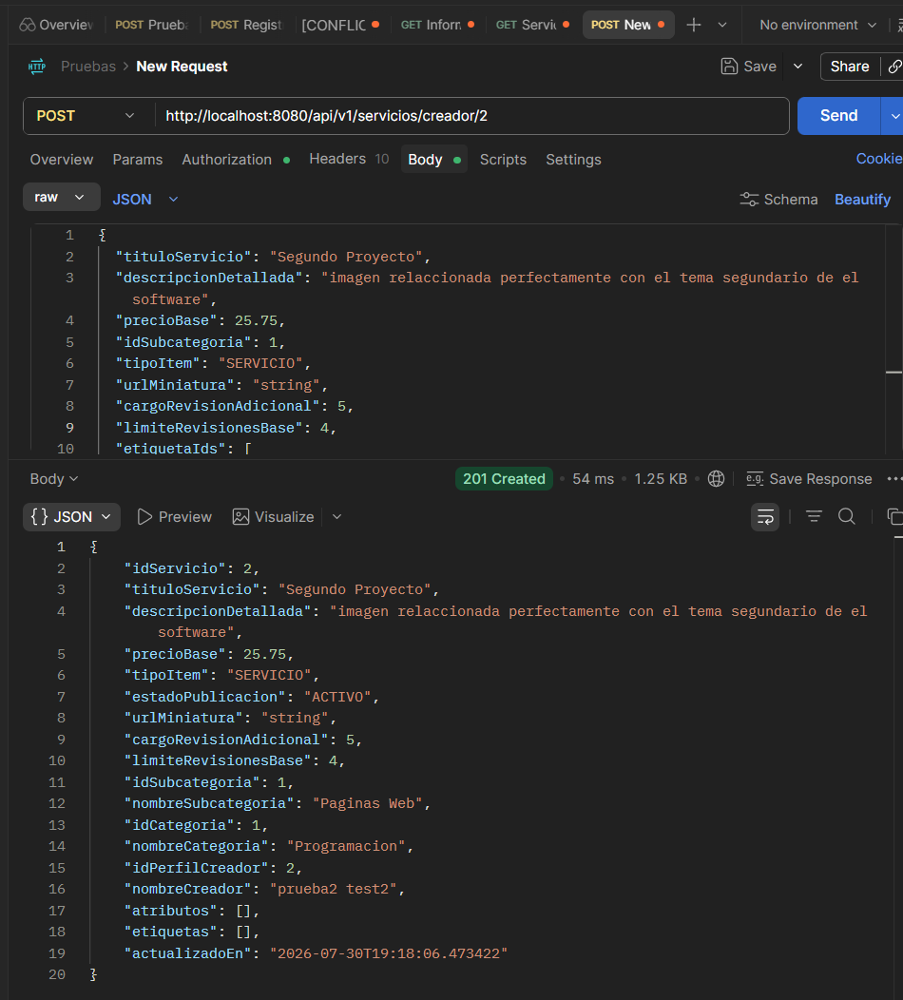 Overview POST Prueba POST Regist [CONFLIC GET Inform GET Servic POST New No environment
Pruebas > New Request Save Share
POST http://localhost:8080/api/v1/servicios/creador/2 Send
Overview Params Authorization Headers 10 Body Scripts Settings Cookie
raw JSON Schema Beautify
1 {
2 "tituloServicio": "Segundo Proyecto",
3 "descripcionDetallada": "imagen relaccionada perfectamente con el tema segundario de el
software",
4 "precioBase": 25.75,
5 "idSubcategoria": 1,
6 "tipoItem": "SERVICIO",
7 "urlMiniatura": "string",
8 "cargoRevisionAdicional": 5,
9 "limiteRevisionesBase": 4,
10 "etiquetaIds": [
Body 201 Created 54 ms 1.25 KB e.g. Save Response
{} JSON Preview Visualize
1 {
2 "idServicio": 2,
3 "tituloServicio": "Segundo Proyecto",
4 "descripcionDetallada": "imagen relaccionada perfectamente con el tema segundario de el
software",
5 "precioBase": 25.75,
6 "tipoItem": "SERVICIO",
7 "estadoPublicacion": "ACTIVO",
8 "urlMiniatura": "string",
9 "cargoRevisionAdicional": 5,
10 "limiteRevisionesBase": 4,
11 "idSubcategoria": 1,
12 "nombreSubcategoria": "Paginas Web",
13 "idCategoria": 1,
14 "nombreCategoria": "Programacion",
15 "idPerfilCreador": 2,
16 "nombreCreador": "prueba2 test2",
17 "atributos": [],
18 "etiquetas": [],
19 "actualizadoEn": "2026-07-30T19:18:06.473422"
20 }